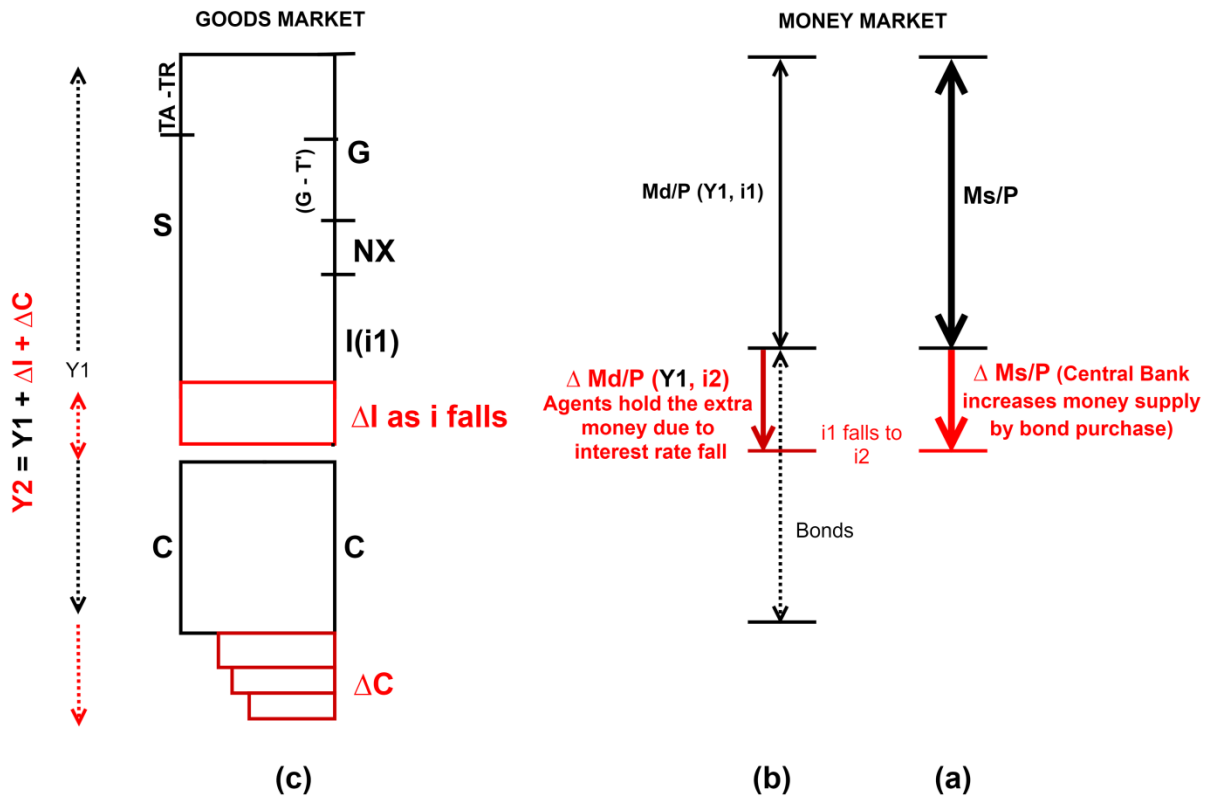 GOODS MARKET
MONEY MARKET
TA -TR
G
(G - T')
S
NX
I(i1)
Y2 = Y1 + ΔI + ΔC
Y1
ΔI as i falls
C
C
ΔC
Md/P (Y1, i1)
Ms/P
Δ Md/P (Y1, i2)
Agents hold the extra
money due to
interest rate fall
i1 falls to
i2
Δ Ms/P (Central Bank
increases money supply
by bond purchase)
Bonds
(c)
(b)
(a)